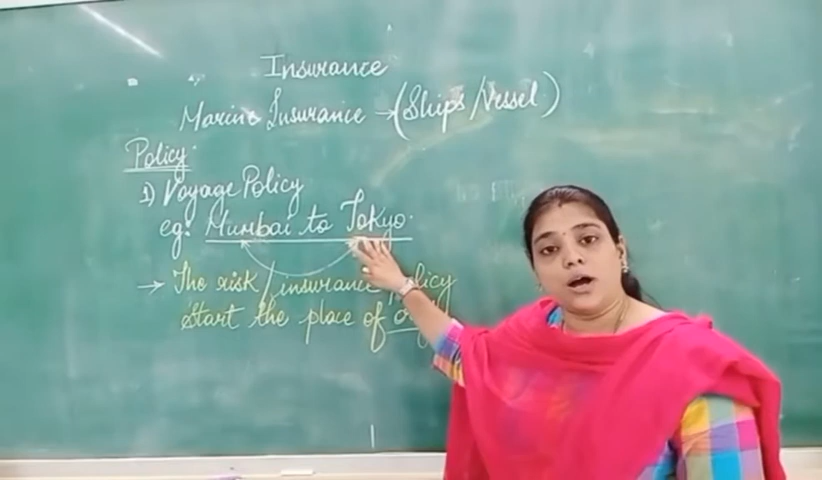 Insurance
Marine Insurance → (Ships/Vessel)
Policy
1) Voyage Policy
eg: Mumbai to Tokyo.
→ The risk/insurance policy
start the place of